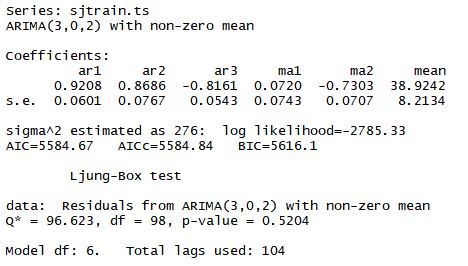 Series: sjtrain.ts
ARIMA(3,0,2) with non-zero mean
Coefficients:
ar1 ar2 ar3 ma1 ma2 mean
0.9208 0.8686 -0.8161 0.0720 -0.7303 38.9242
s.e. 0.0601 0.0767 0.0543 0.0743 0.0707 8.2134
sigma^2 estimated as 276: log likelihood=-2785.33
AIC=5584.67 AICc=5584.84 BIC=5616.1
Ljung-Box test
data: Residuals from ARIMA(3,0,2) with non-zero mean
Q* = 96.623, df = 98, p-value = 0.5204
Model df: 6. Total lags used: 104